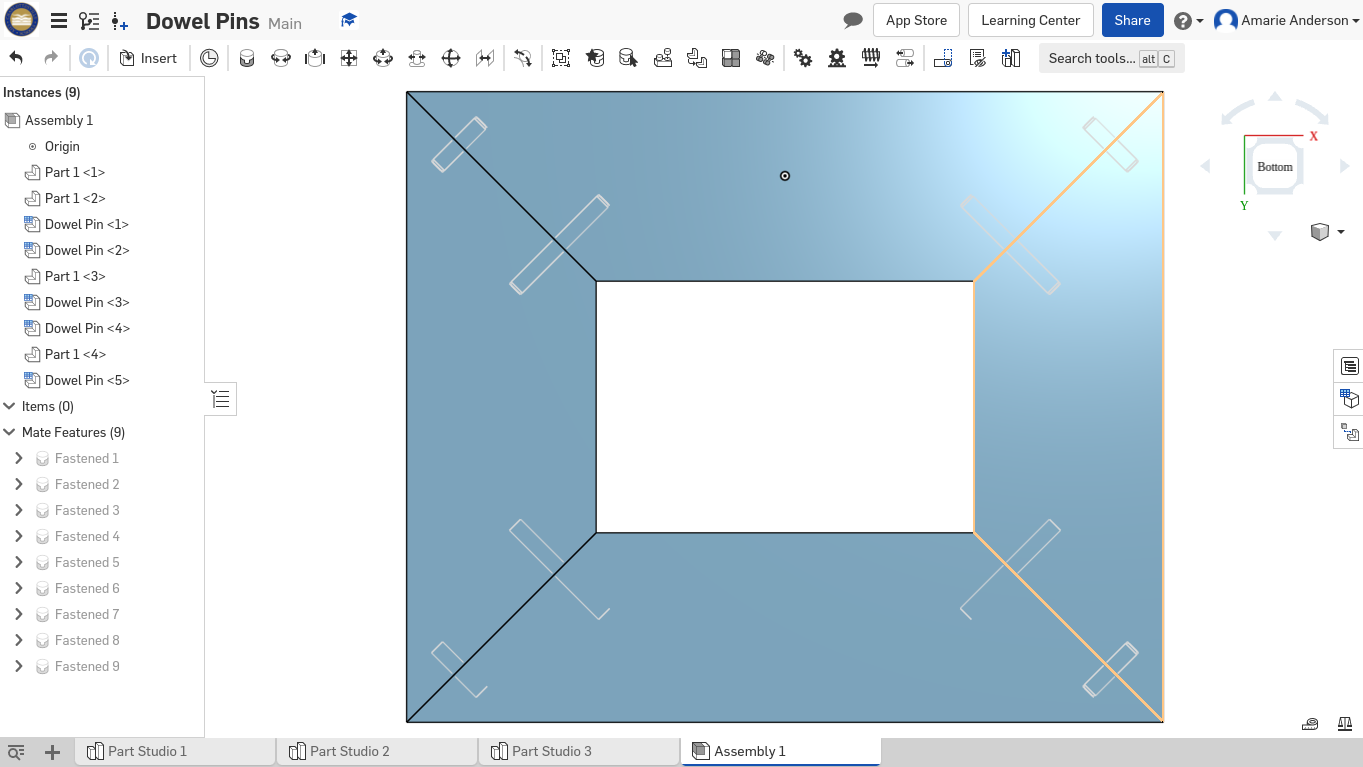 Dowel Pins Main
App Store
Learning Center
Share
Amarie Anderson
Insert
Search tools... alt C
Instances (9)
Assembly 1
Origin
Part 1 <1>
Part 1 <2>
Dowel Pin <1>
Dowel Pin <2>
Part 1 <3>
Dowel Pin <3>
Dowel Pin <4>
Part 1 <4>
Dowel Pin <5>
Items (0)
Mate Features (9)
Fastened 1
Fastened 2
Fastened 3
Fastened 4
Fastened 5
Fastened 6
Fastened 7
Fastened 8
Fastened 9
X
Bottom
Y
Part Studio 1
Part Studio 2
Part Studio 3
Assembly 1